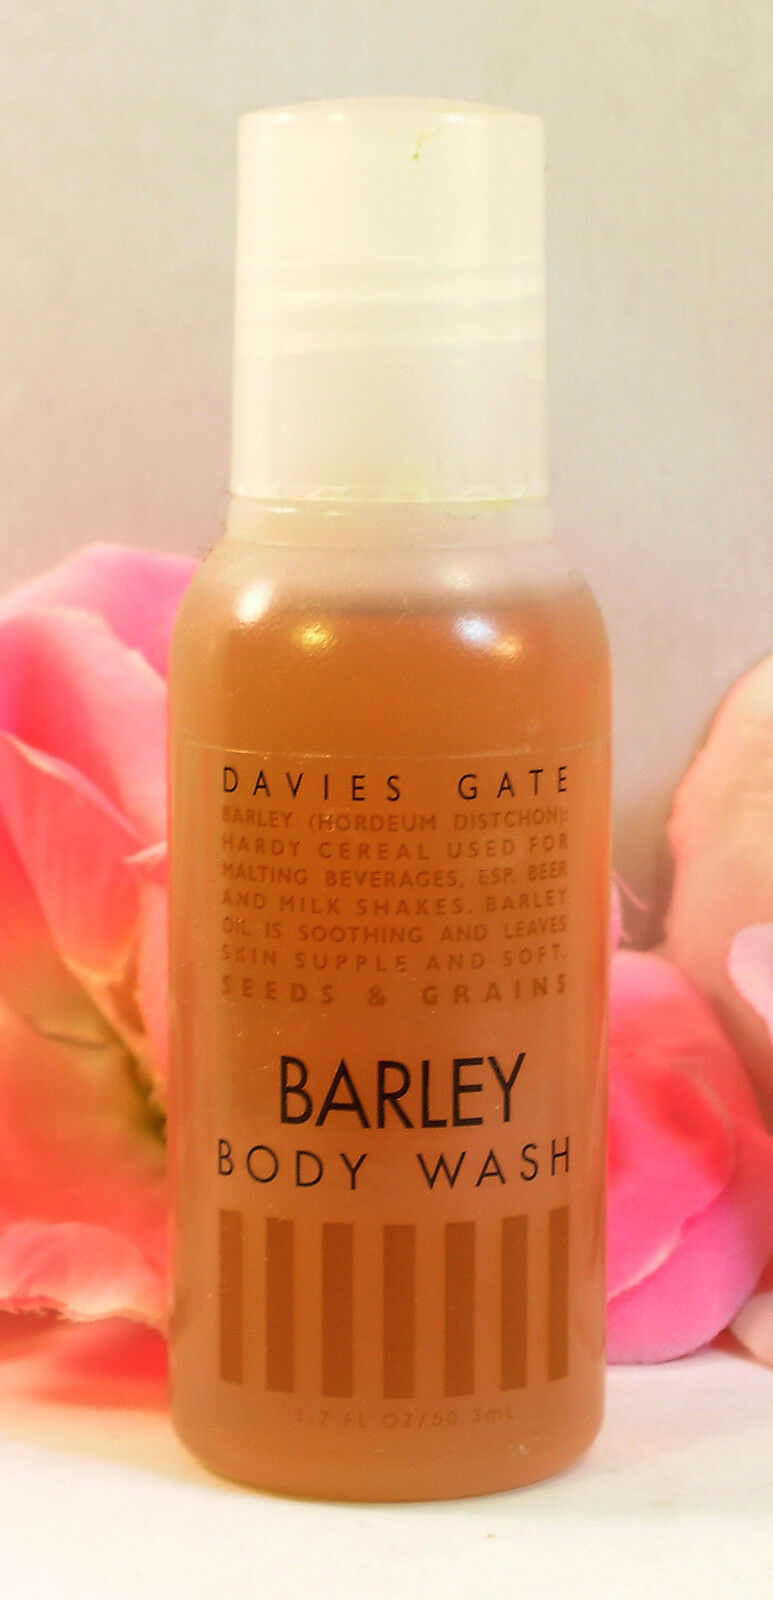 DAVIES GATE
BARLEY (HORDEUM DISTCHON):
HARDY CEREAL USED FOR
MALTING BEVERAGES, ESP. BEER
AND MILK SHAKES. BARLEY
OIL IS SOOTHING AND LEAVES
SKIN SUPPLE AND SOFT.
SEEDS & GRAINS
BARLEY
BODY WASH
1.7 FL OZ/50.3mL